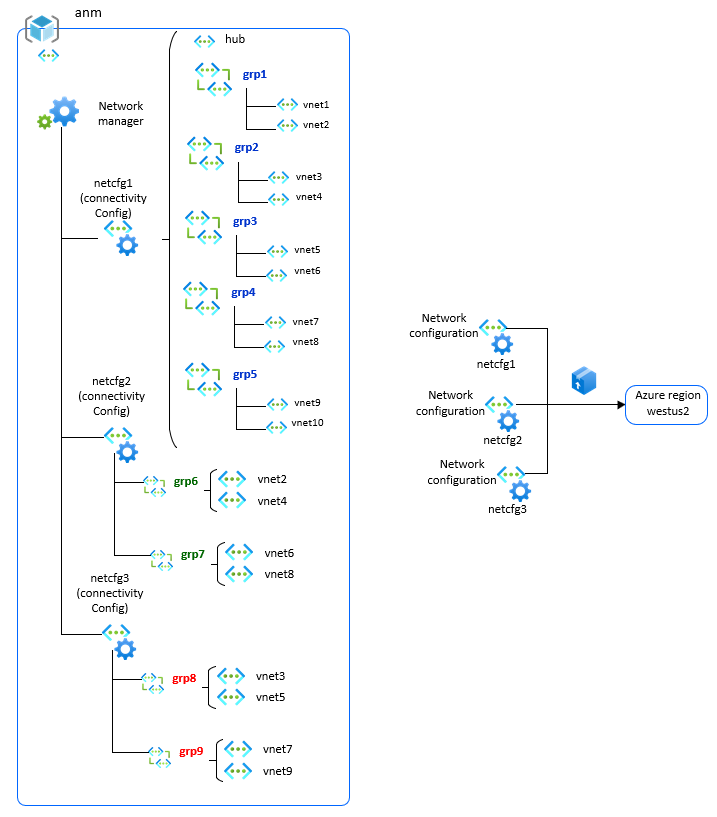 anm
hub
Network
manager
grp1
vnet1
vnet2
grp2
vnet3
vnet4
netcfg1
(connectivity
Config)
grp3
vnet5
vnet6
grp4
vnet7
vnet8
grp5
vnet9
vnet10
netcfg2
(connectivity
Config)
grp6
vnet2
vnet4
grp7
vnet6
vnet8
netcfg3
(connectivity
Config)
grp8
vnet3
vnet5
grp9
vnet7
vnet9
Network
configuration
netcfg1
Network
configuration
netcfg2
Network
configuration
netcfg3
Azure region
westus2